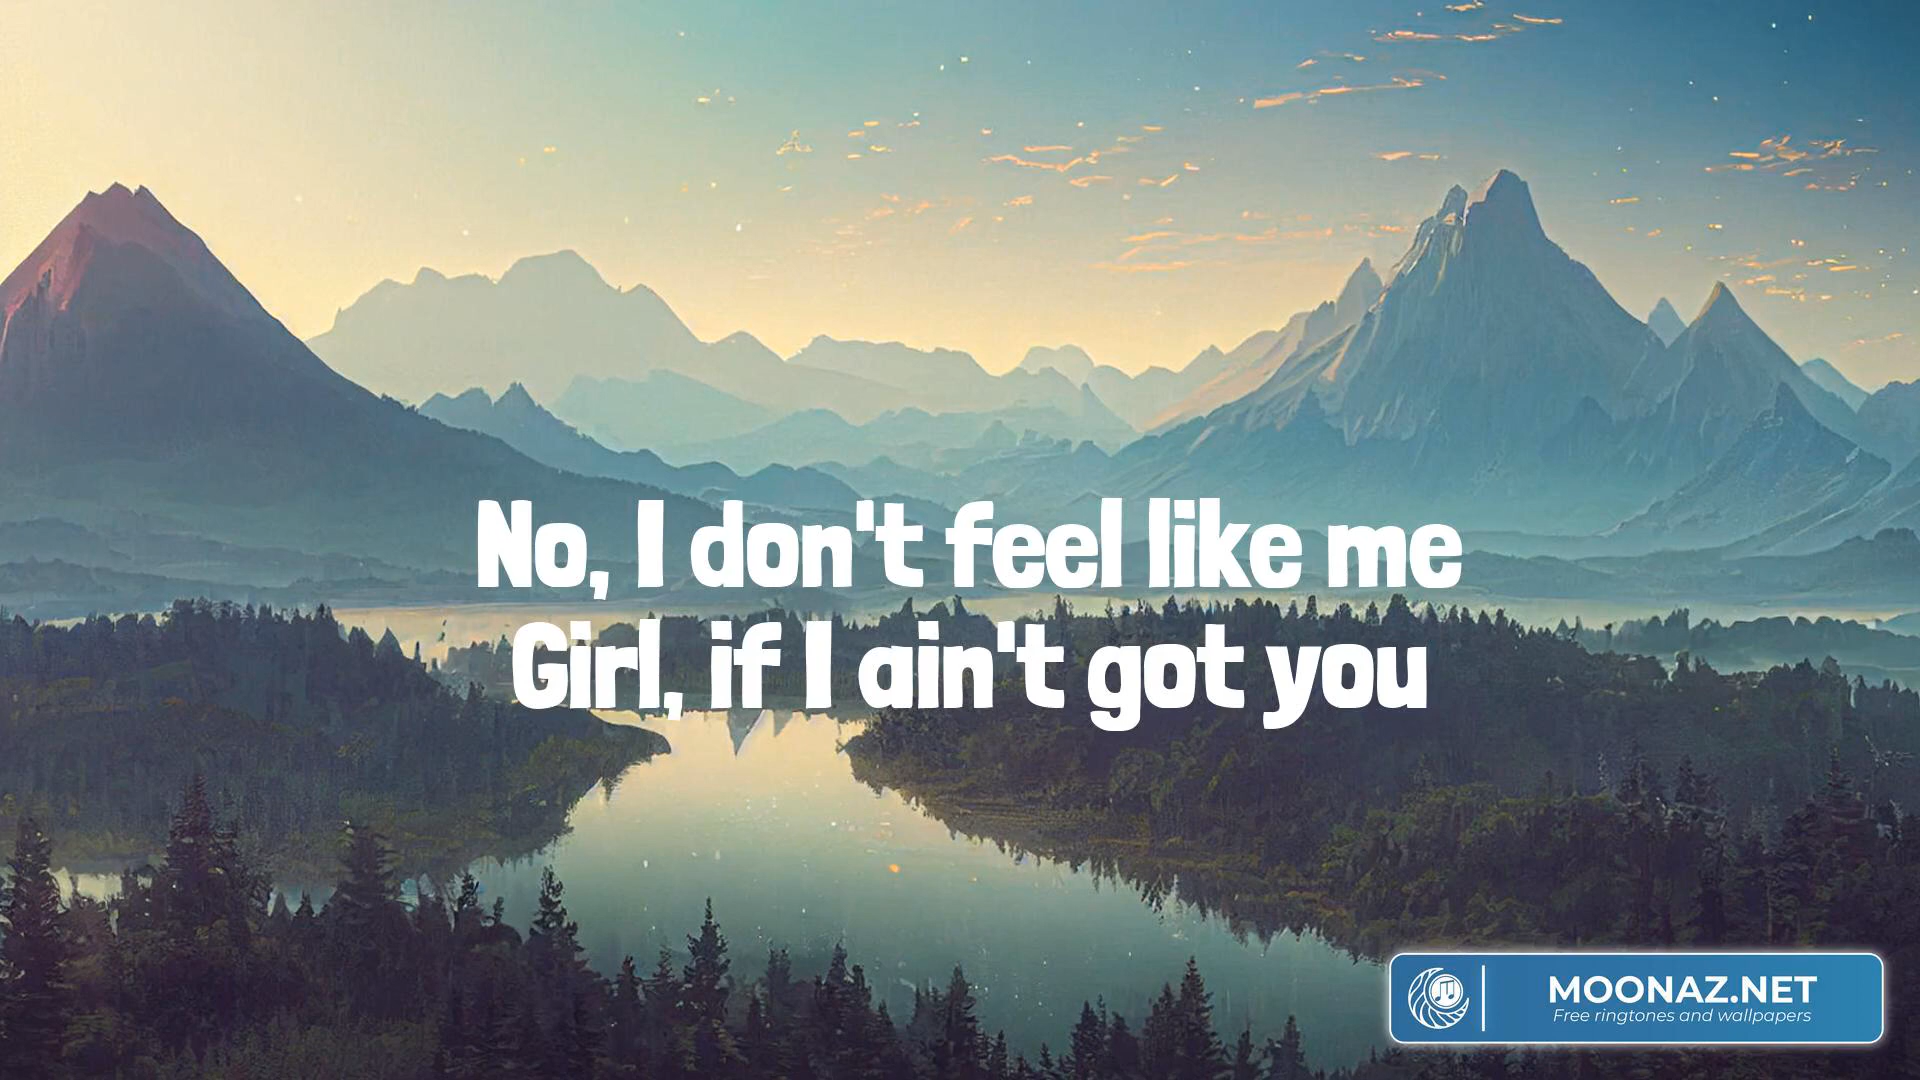 No, I don't feel like me
Girl, if I ain't got you
MOONAZ.NET
Free ringtones and wallpapers